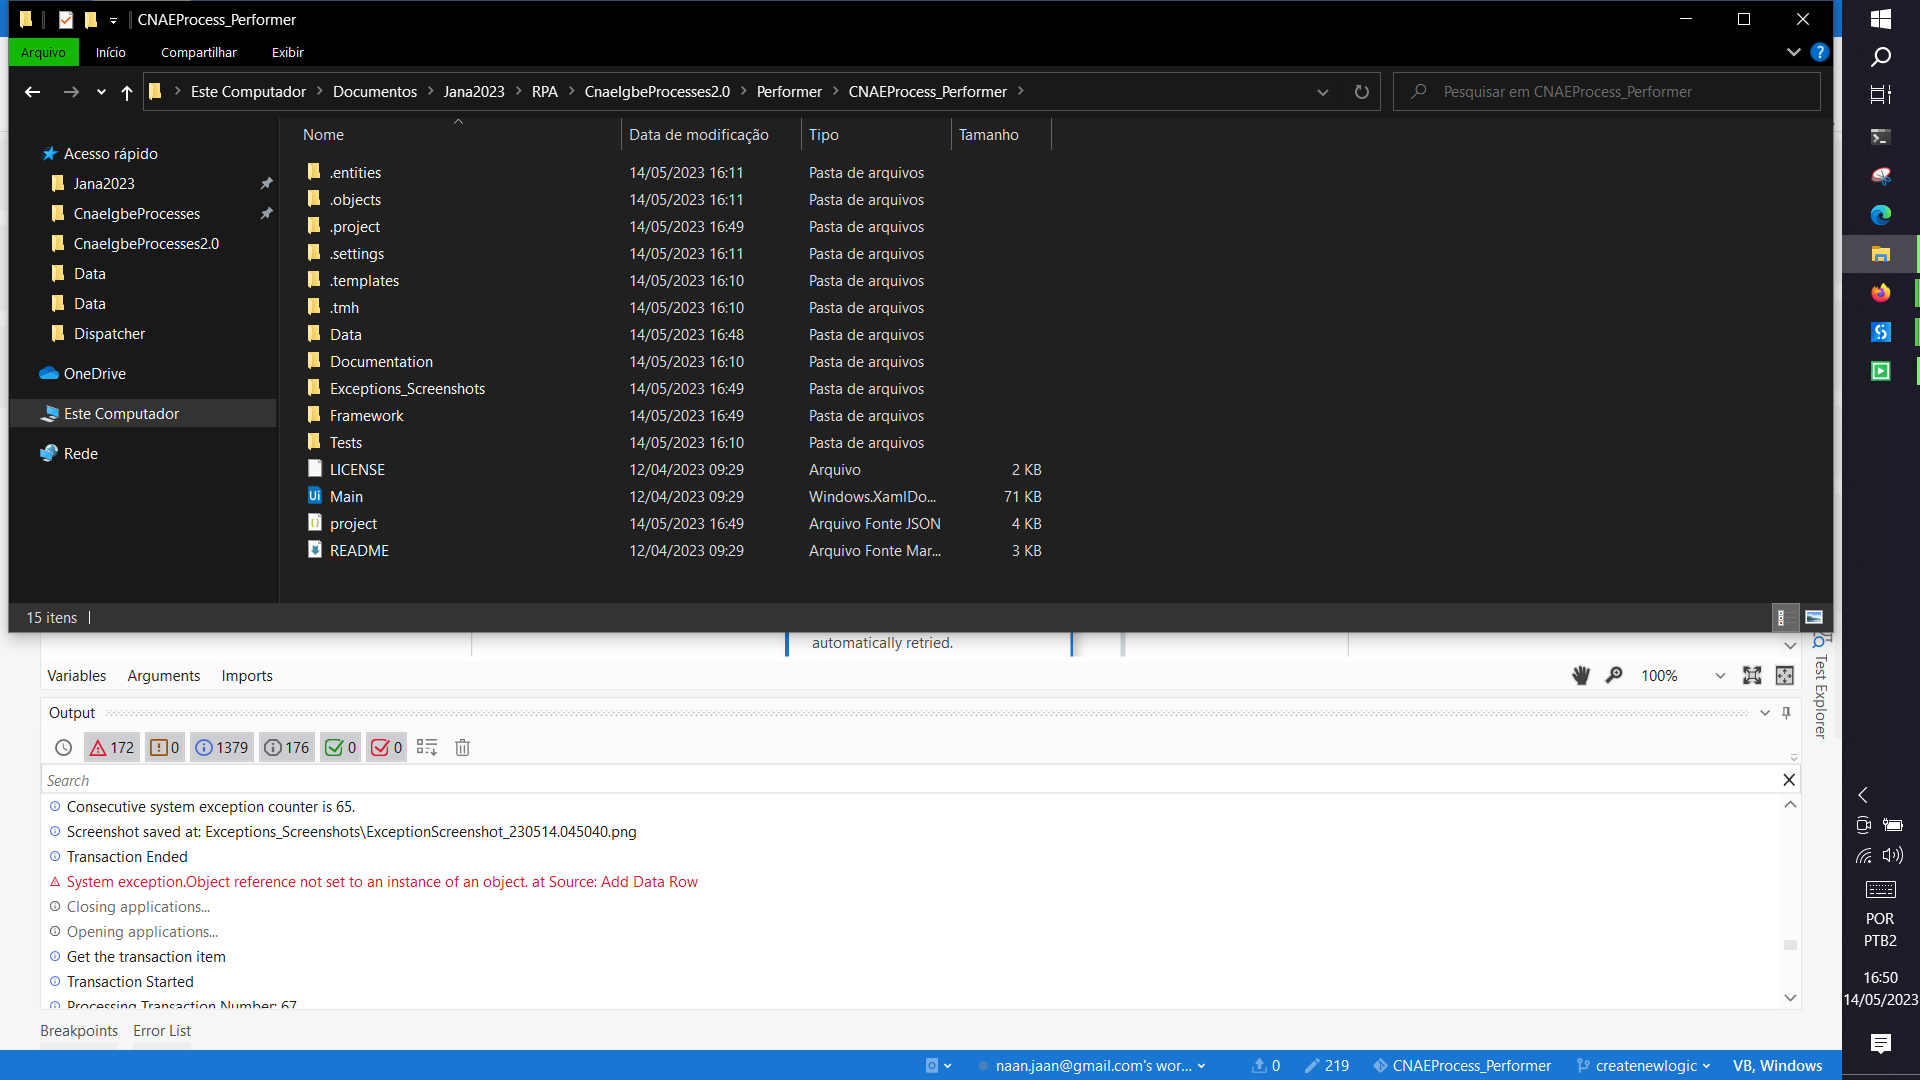 CNAEProcess_Performer
Arquivo Início Compartilhar Exibir
Este Computador Documentos Jana2023 RPA CnaeIgbeProcesses2.0 Performer CNAEProcess_Performer Pesquisar em CNAEProcess_Performer
Acesso rápido
Jana2023
CnaeIgbeProcesses
CnaeIgbeProcesses2.0
Data
Data
Dispatcher
OneDrive
Este Computador
Rede
Nome Data de modificação Tipo Tamanho
.entities 14/05/2023 16:11 Pasta de arquivos
.objects 14/05/2023 16:11 Pasta de arquivos
.project 14/05/2023 16:49 Pasta de arquivos
.settings 14/05/2023 16:11 Pasta de arquivos
.templates 14/05/2023 16:10 Pasta de arquivos
.tmh 14/05/2023 16:10 Pasta de arquivos
Data 14/05/2023 16:48 Pasta de arquivos
Documentation 14/05/2023 16:10 Pasta de arquivos
Exceptions_Screenshots 14/05/2023 16:49 Pasta de arquivos
Framework 14/05/2023 16:49 Pasta de arquivos
Tests 14/05/2023 16:10 Pasta de arquivos
LICENSE 12/04/2023 09:29 Arquivo 2 KB
Main 12/04/2023 09:29 Windows.XamlDo... 71 KB
project 14/05/2023 16:49 Arquivo Fonte JSON 4 KB
README 12/04/2023 09:29 Arquivo Fonte Mar... 3 KB
15 itens
automatically retried.
Variables Arguments Imports 100%
Test Explorer
Output
172 0 1379 176 0 0
Search
Consecutive system exception counter is 65.
Screenshot saved at: Exceptions_Screenshots\ExceptionScreenshot_230514.045040.png
Transaction Ended
System exception.Object reference not set to an instance of an object. at Source: Add Data Row
Closing applications...
Opening applications...
Get the transaction item
Transaction Started
Processing Transaction Number: 67
Breakpoints Error List
naan.jaan@gmail.com's wor... 0 219 CNAEProcess_Performer createnewlogic VB, Windows
POR
PTB2
16:50
14/05/2023